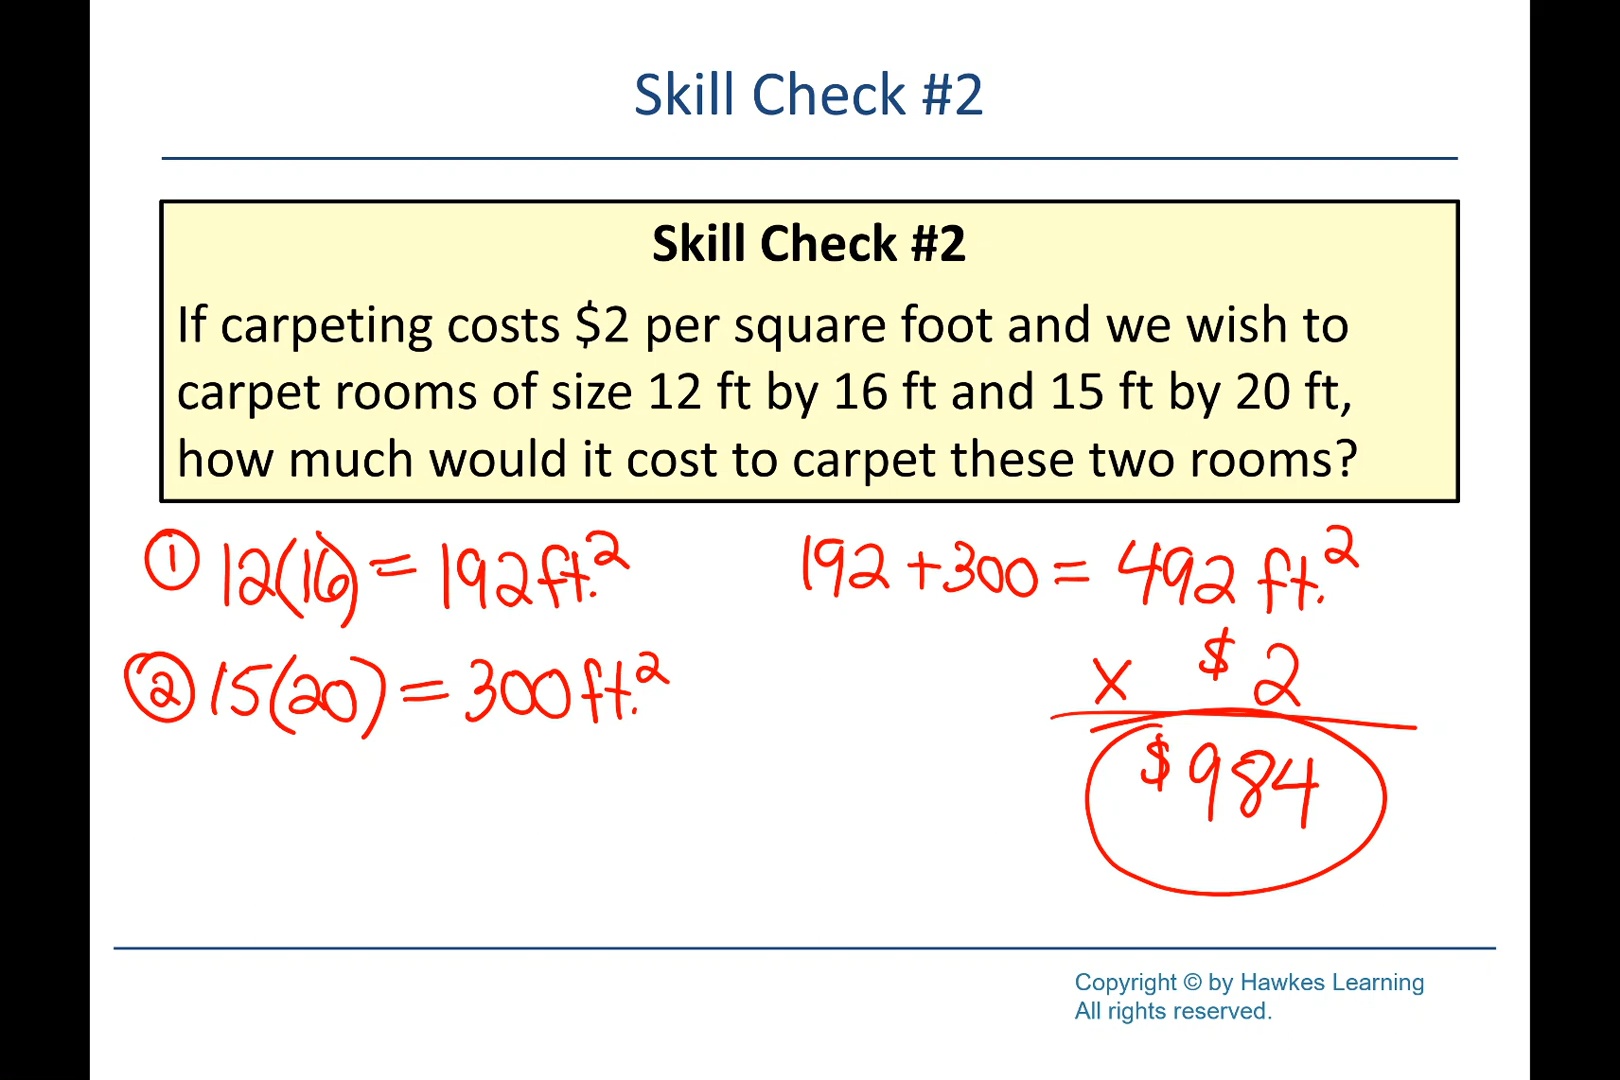 Skill Check #2
Skill Check #2
If carpeting costs $2 per square foot and we wish to
carpet rooms of size 12 ft by 16 ft and 15 ft by 20 ft,
how much would it cost to carpet these two rooms?
① 12(16) = 192 ft.²
② 15(20) = 300 ft.²
192 + 300 = 492 ft.²
x $2
$984
Copyright © by Hawkes Learning
All rights reserved.